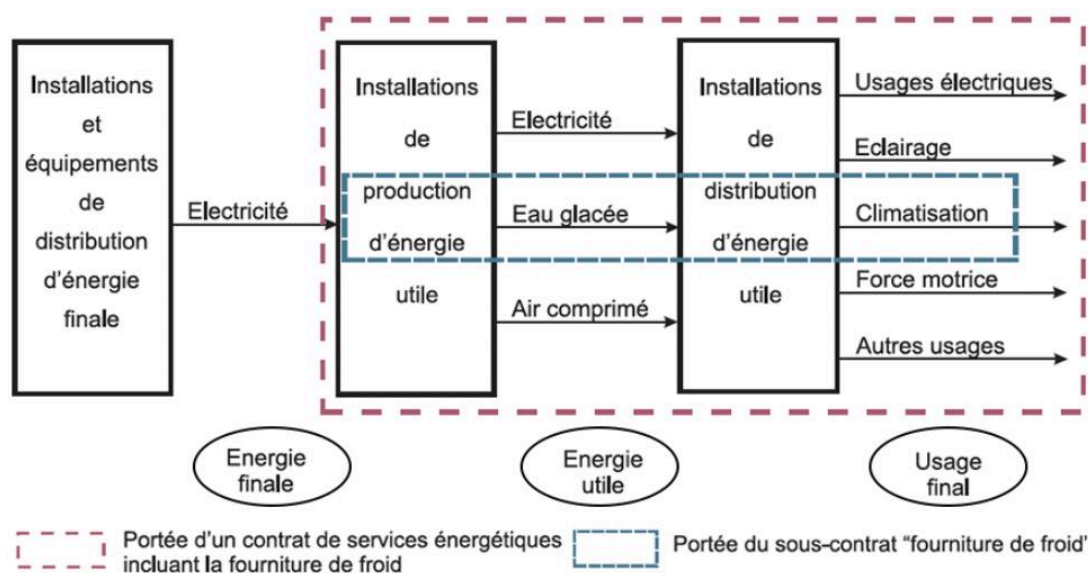 Installations
et
équipements
de
distribution
d'énergie
finale
Electricité
Installations
de
production
d'énergie
utile
Electricité
Eau glacée
Air comprimé
Installations
de
distribution
d'énergie
utile
Usages électriques
Eclairage
Climatisation
Force motrice
Autres usages
Energie
finale
Energie
utile
Usage
final
Portée d'un contrat de services énergétiques
incluant la fourniture de froid
Portée du sous-contrat "fourniture de froid'